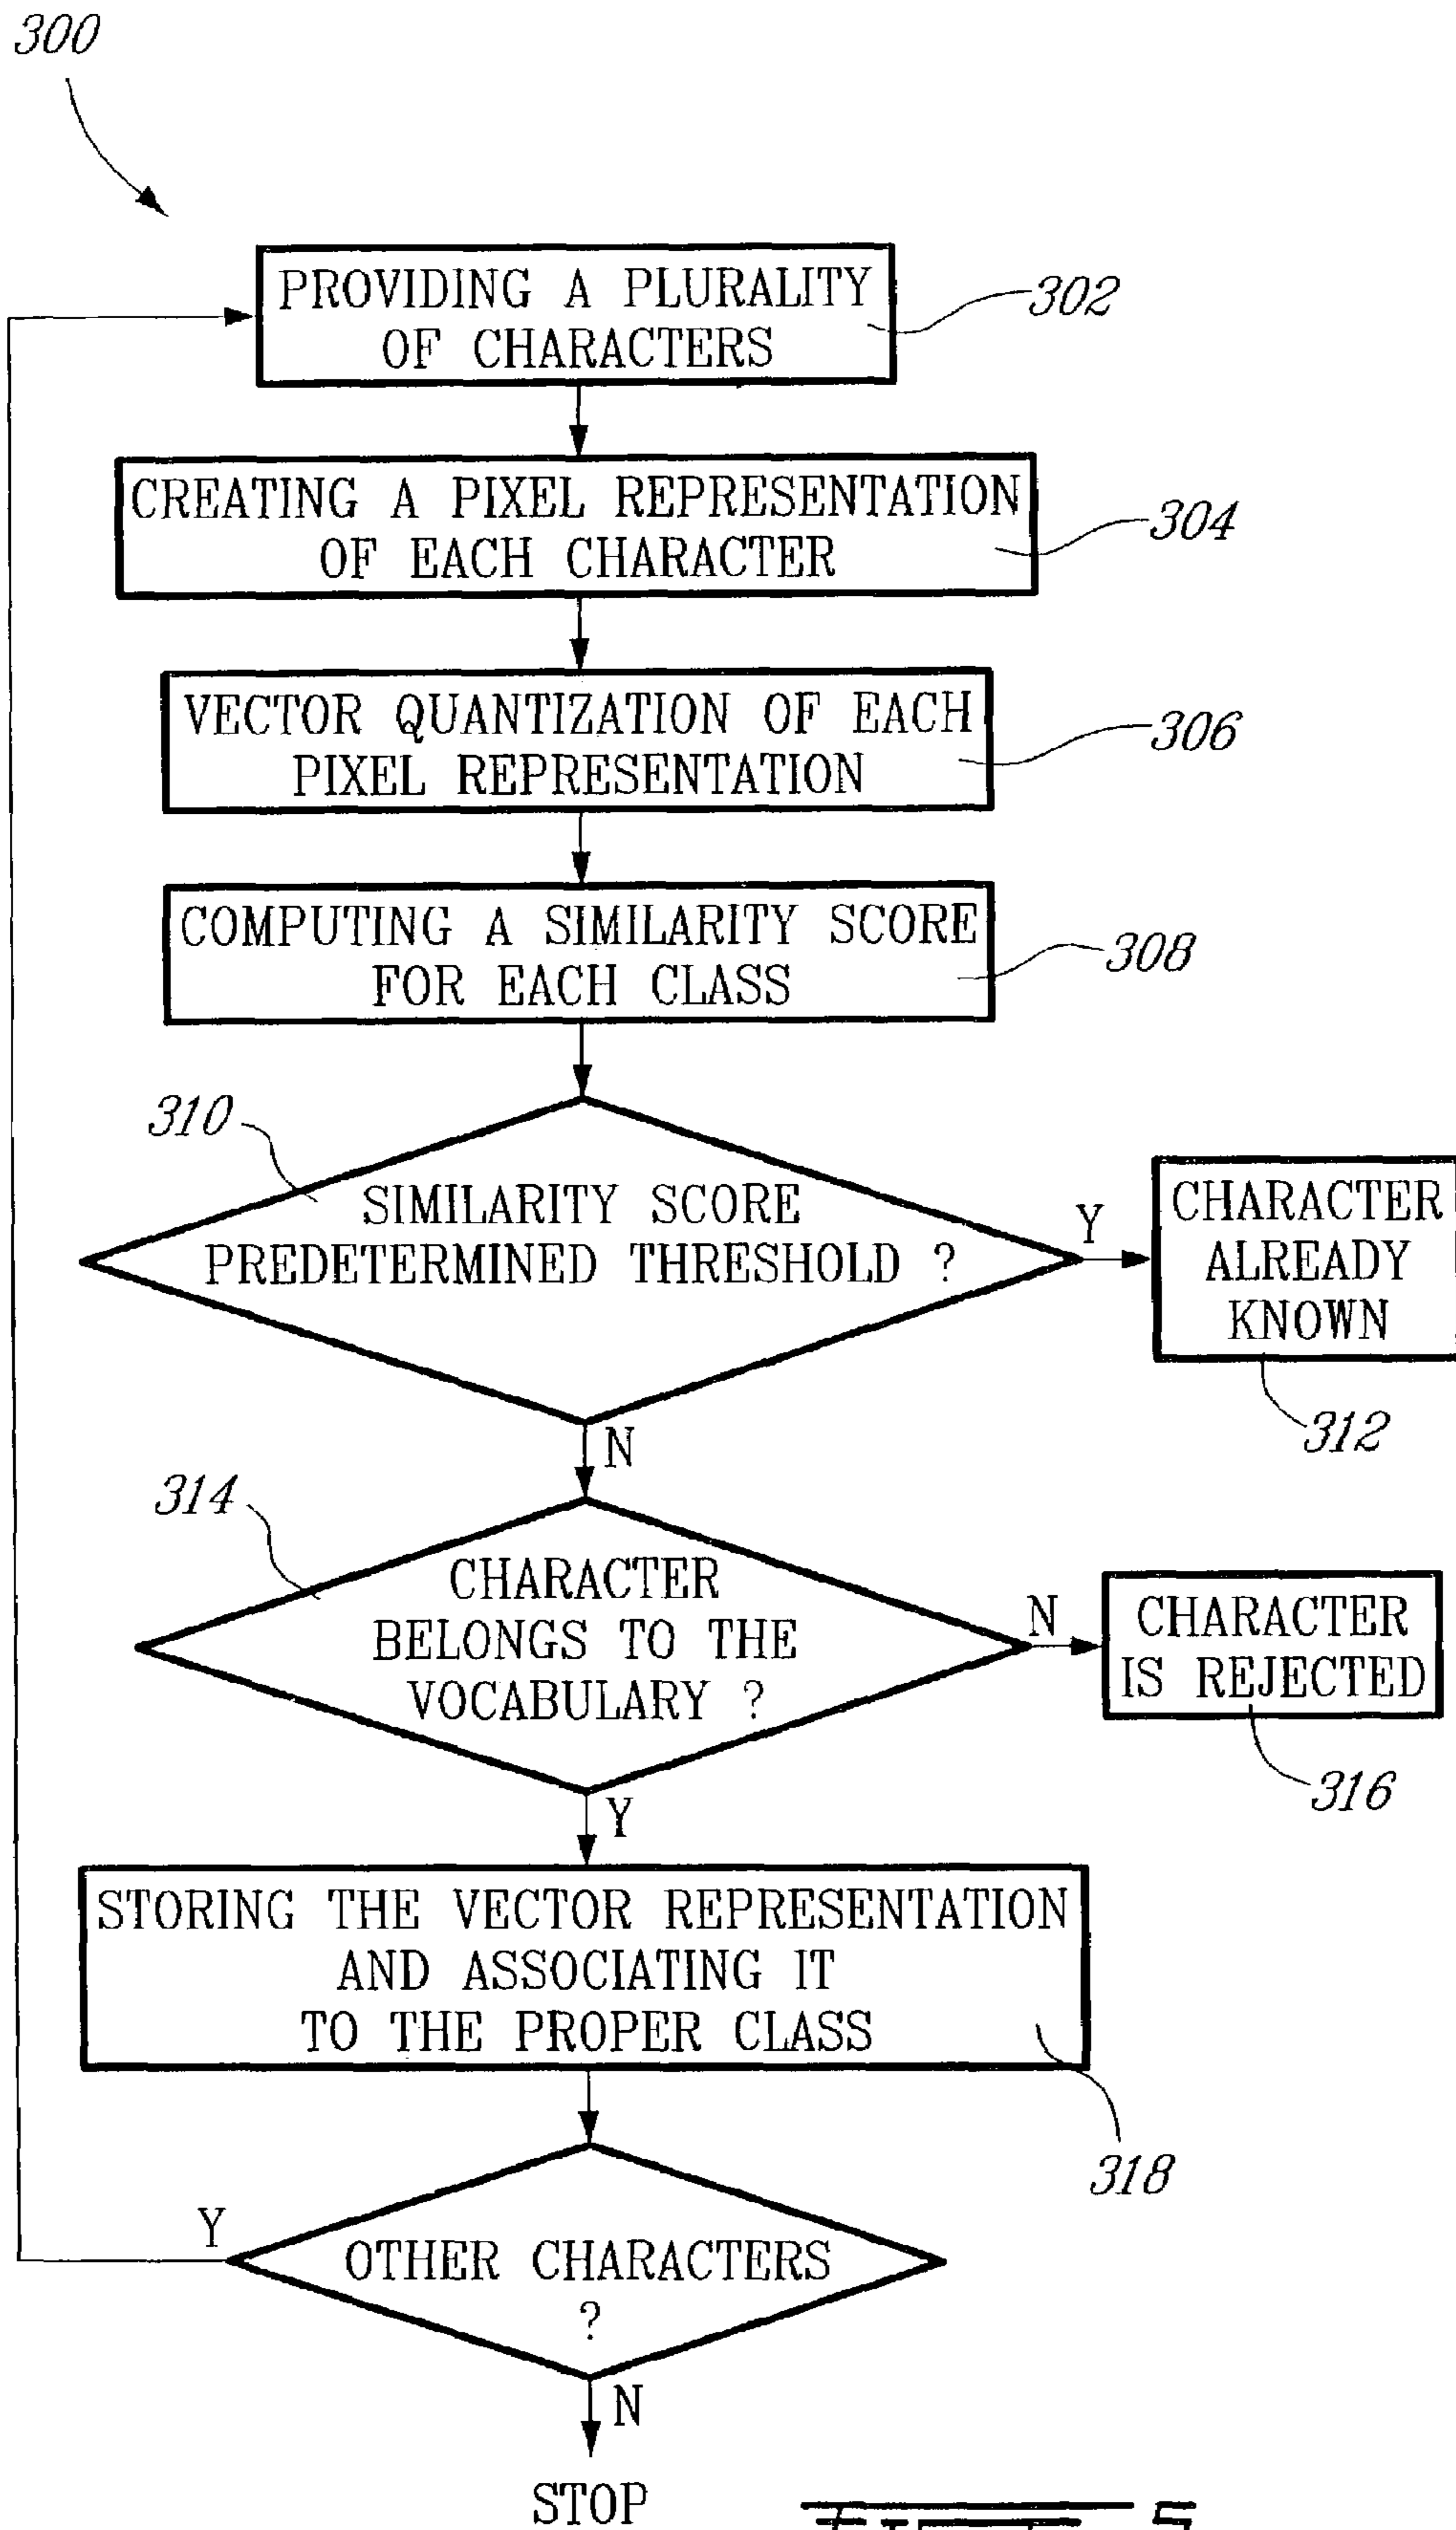 300
PROVIDING A PLURALITY
OF CHARACTERS
302
CREATING A PIXEL REPRESENTATION
OF EACH CHARACTER
304
VECTOR QUANTIZATION OF EACH
PIXEL REPRESENTATION
306
COMPUTING A SIMILARITY SCORE
FOR EACH CLASS
308
310
SIMILARITY SCORE
PREDETERMINED THRESHOLD ?
Y
CHARACTER
ALREADY
KNOWN
312
N
314
CHARACTER
BELONGS TO THE
VOCABULARY ?
N
CHARACTER
IS REJECTED
316
Y
STORING THE VECTOR REPRESENTATION
AND ASSOCIATING IT
TO THE PROPER CLASS
318
Y
OTHER CHARACTERS
?
N
STOP